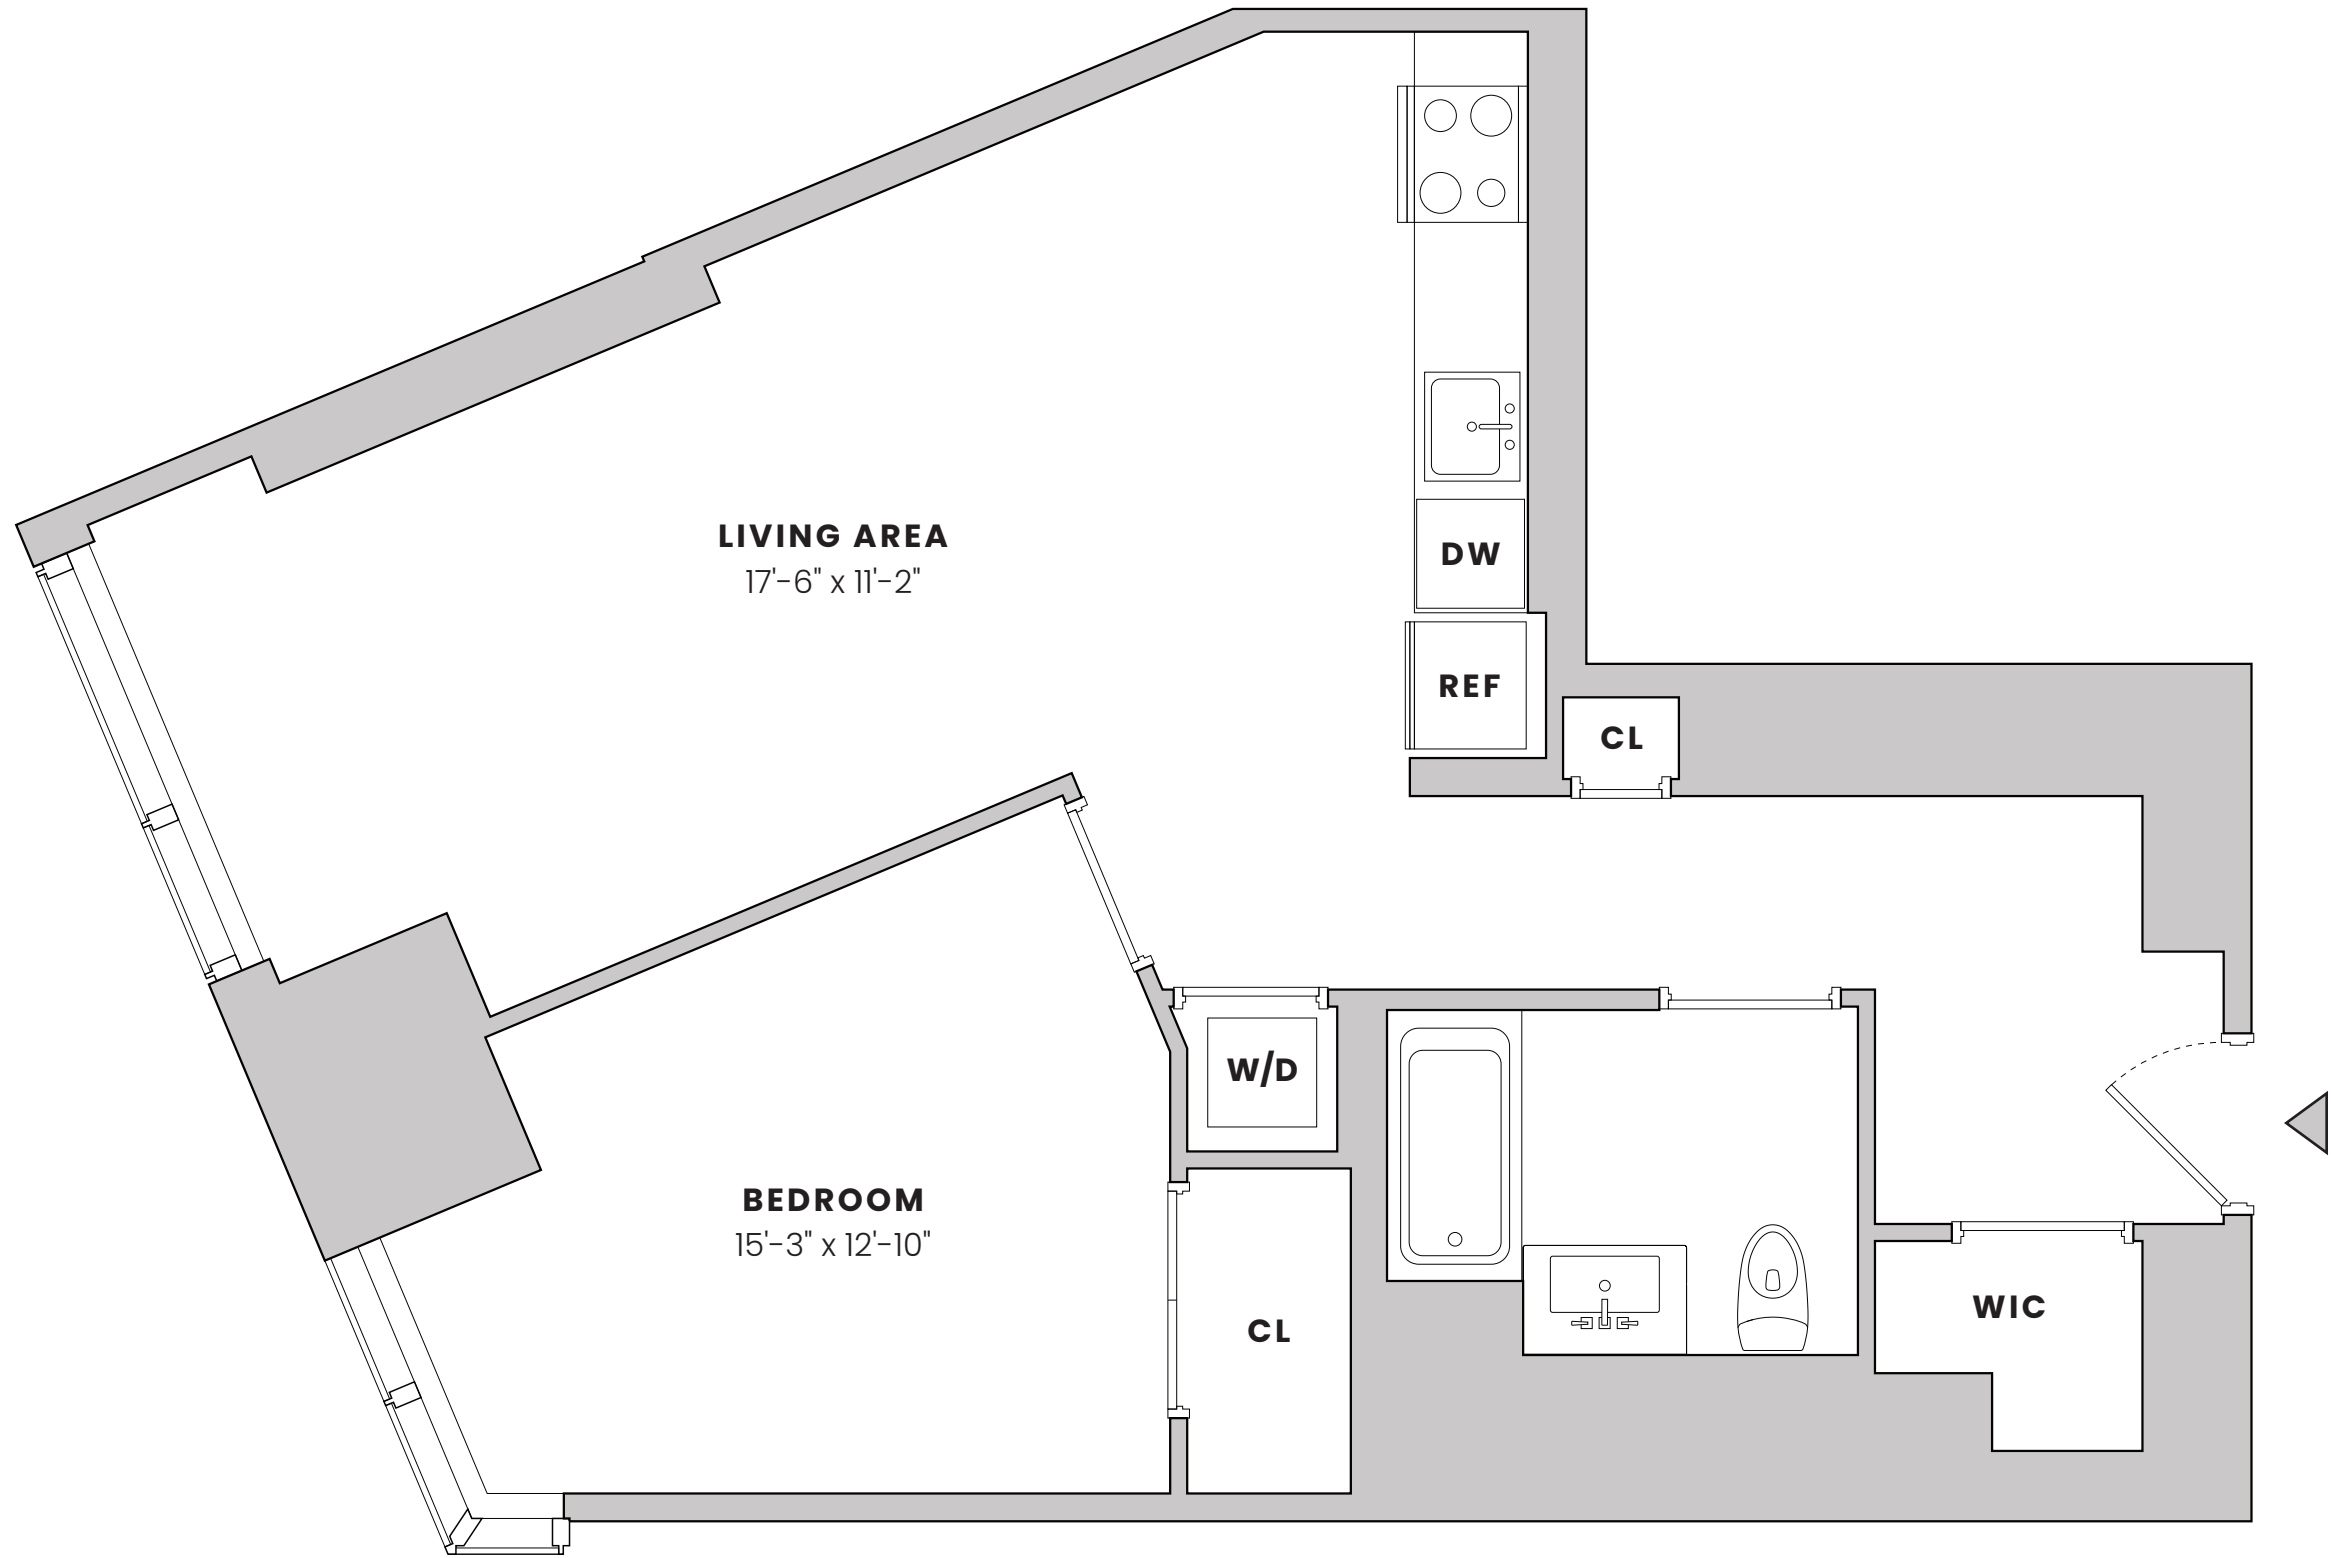 LIVING AREA
17'-6" x 11'-2"
DW
REF
CL
W/D
BEDROOM
15'-3" x 12'-10"
CL
WIC